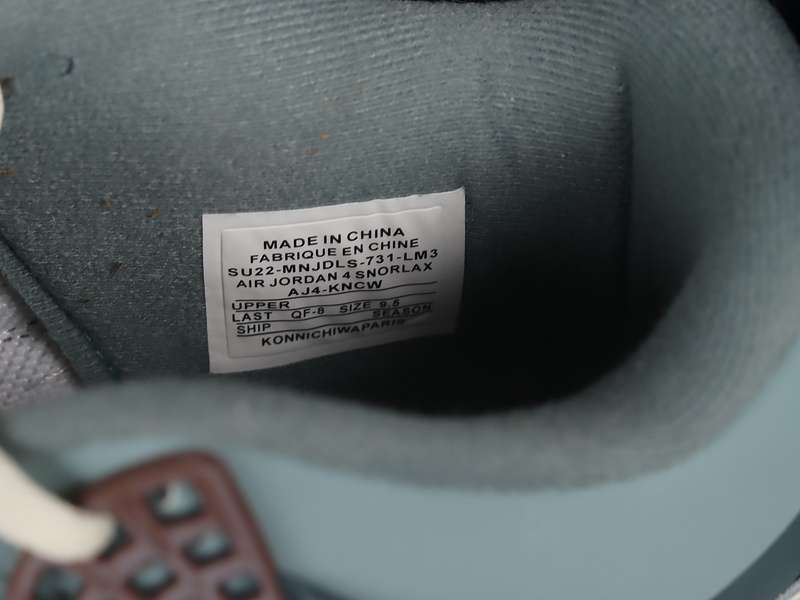 MADE IN CHINA
FABRIQUE EN CHINE
SU22-MNJDLS-731-LM3
AIR JORDAN 4 SNORLAX
AJ4-KNCW
UPPER
LAST QF-8 SIZE 9.5
SHIP SEASON
KONNICHIWAPARIS